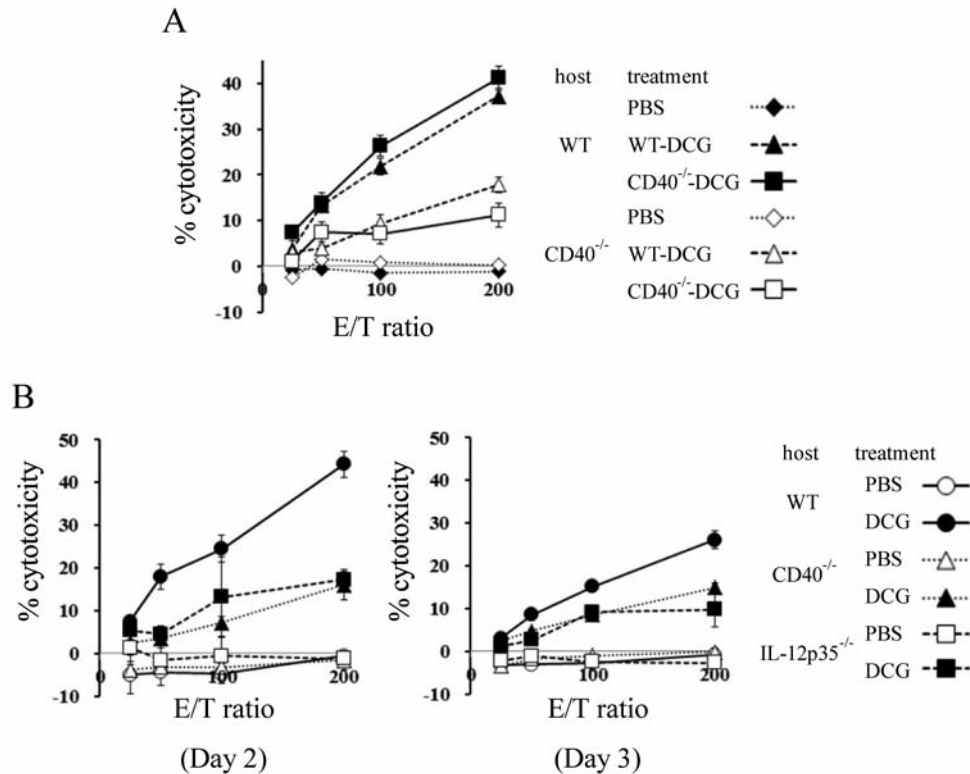 A
% cytotoxicity
40
30
20
10
0
-10
0
100
200
E/T ratio
host treatment
PBS
WT WT-DCG
CD40-/--DCG
PBS
CD40-/- WT-DCG
CD40-/--DCG
B
% cytotoxicity
50
40
30
20
10
0
-10
0
100
200
E/T ratio
(Day 2)
% cytotoxicity
50
40
30
20
10
0
-10
0
100
200
E/T ratio
(Day 3)
host treatment
PBS
WT
DCG
PBS
CD40-/-
DCG
PBS
IL-12p35-/-
DCG